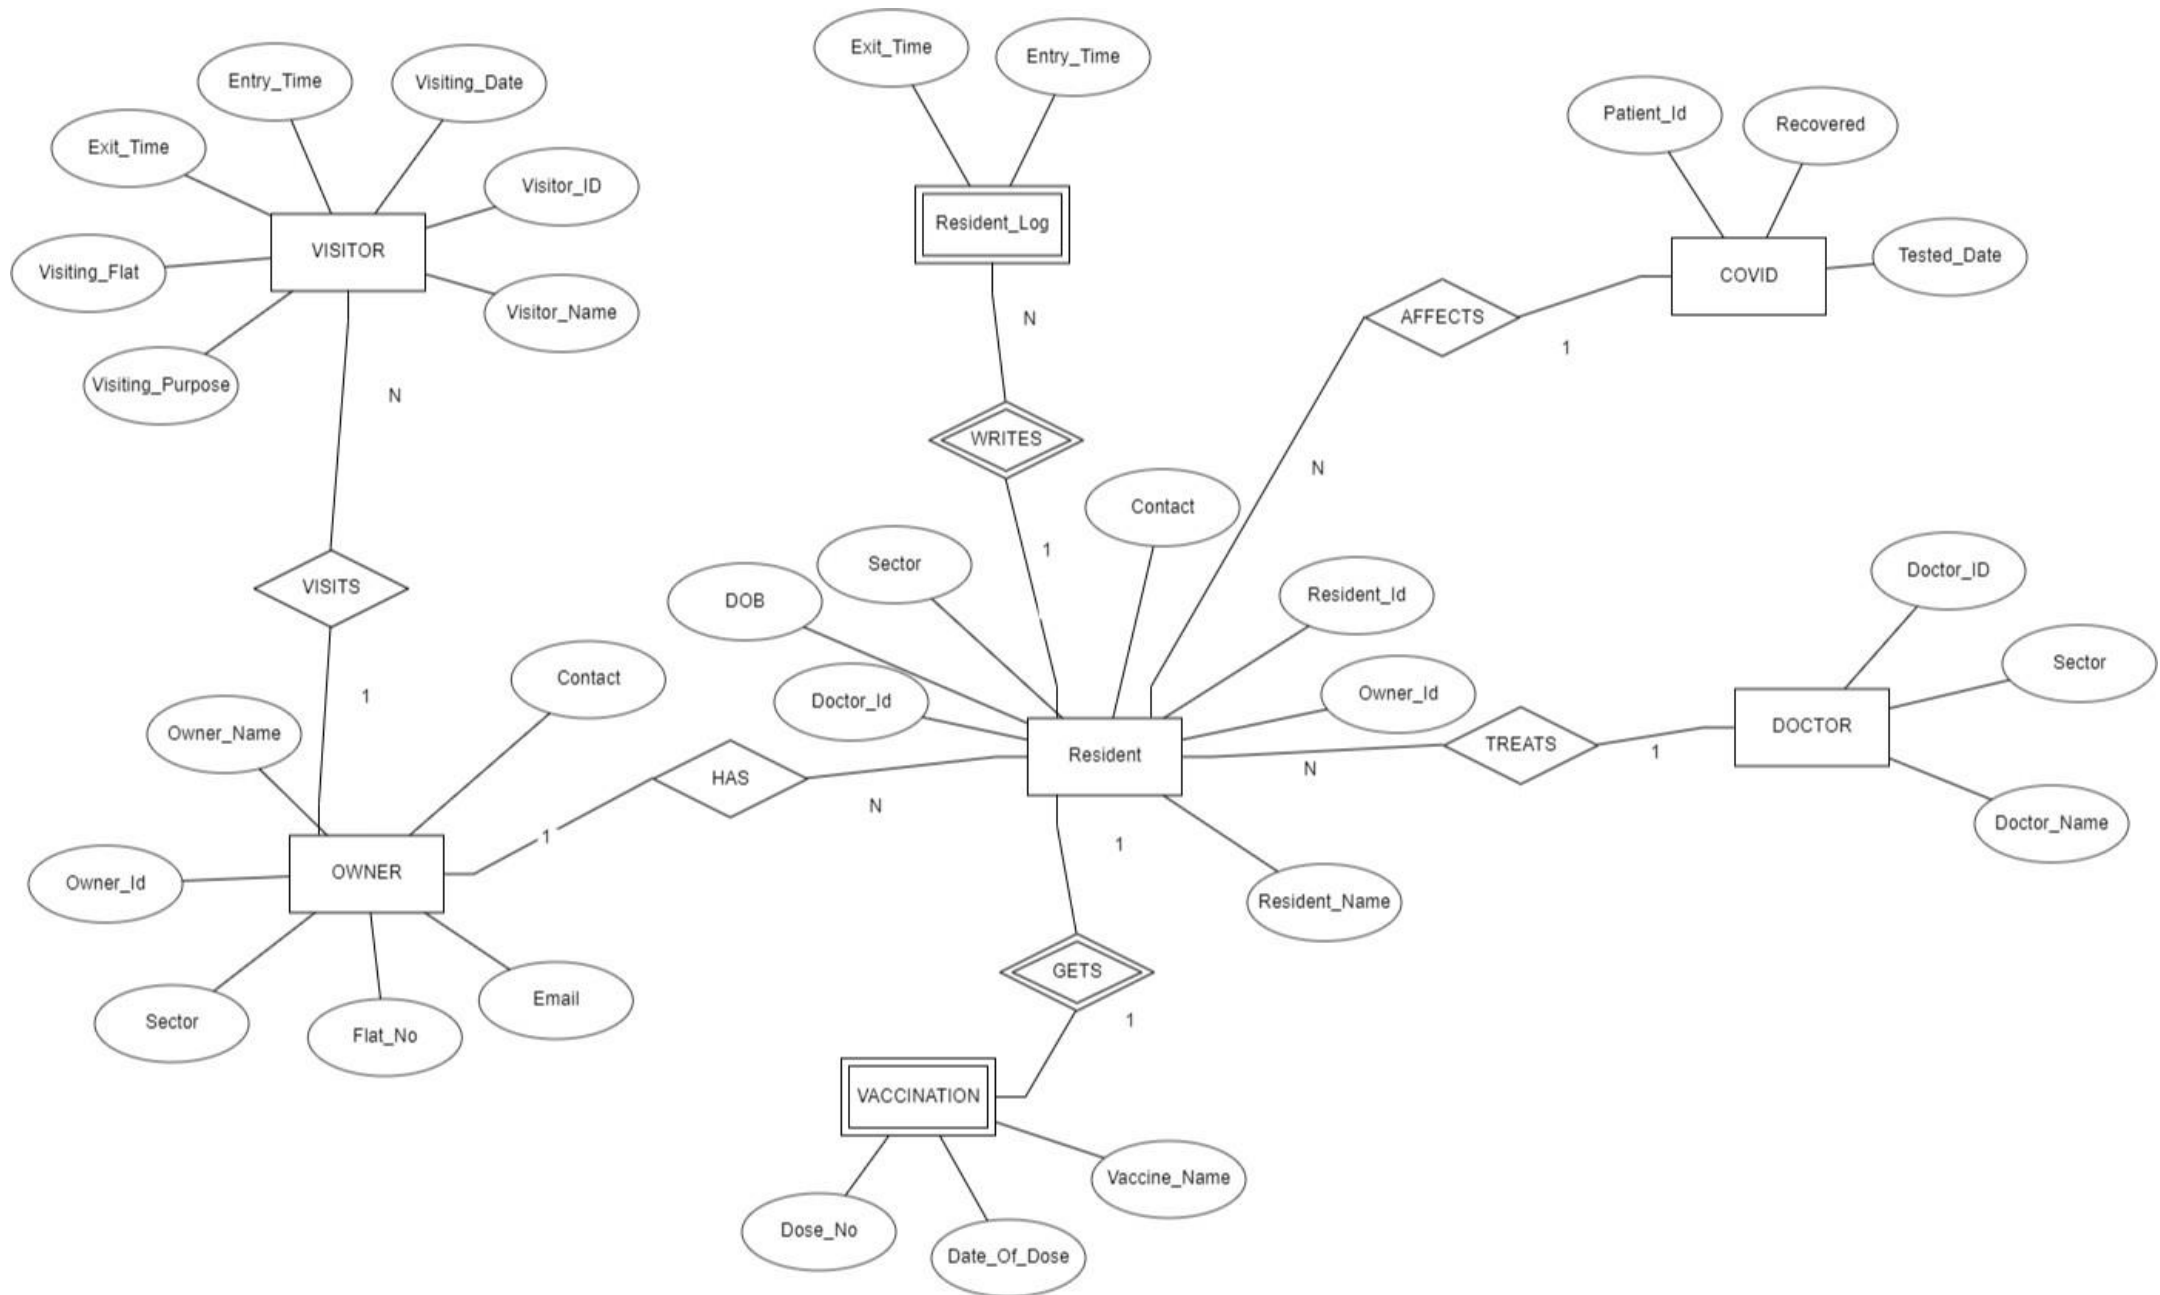 Exit_Time
Entry_Time
Entry_Time
Visiting_Date
Patient_Id
Recovered
Exit_Time
Visitor_ID
Resident_Log
VISITOR
Tested_Date
Visiting_Flat
COVID
Visitor_Name
N
AFFECTS
1
Visiting_Purpose
N
WRITES
N
Contact
1
Sector
Doctor_ID
VISITS
DOB
Resident_Id
Sector
Contact
1
Doctor_Id
Owner_Id
Owner_Name
DOCTOR
Resident
TREATS
1
HAS
N
N
1
1
Doctor_Name
OWNER
Owner_Id
Resident_Name
GETS
Email
Sector
Flat_No
1
VACCINATION
Vaccine_Name
Dose_No
Date_Of_Dose